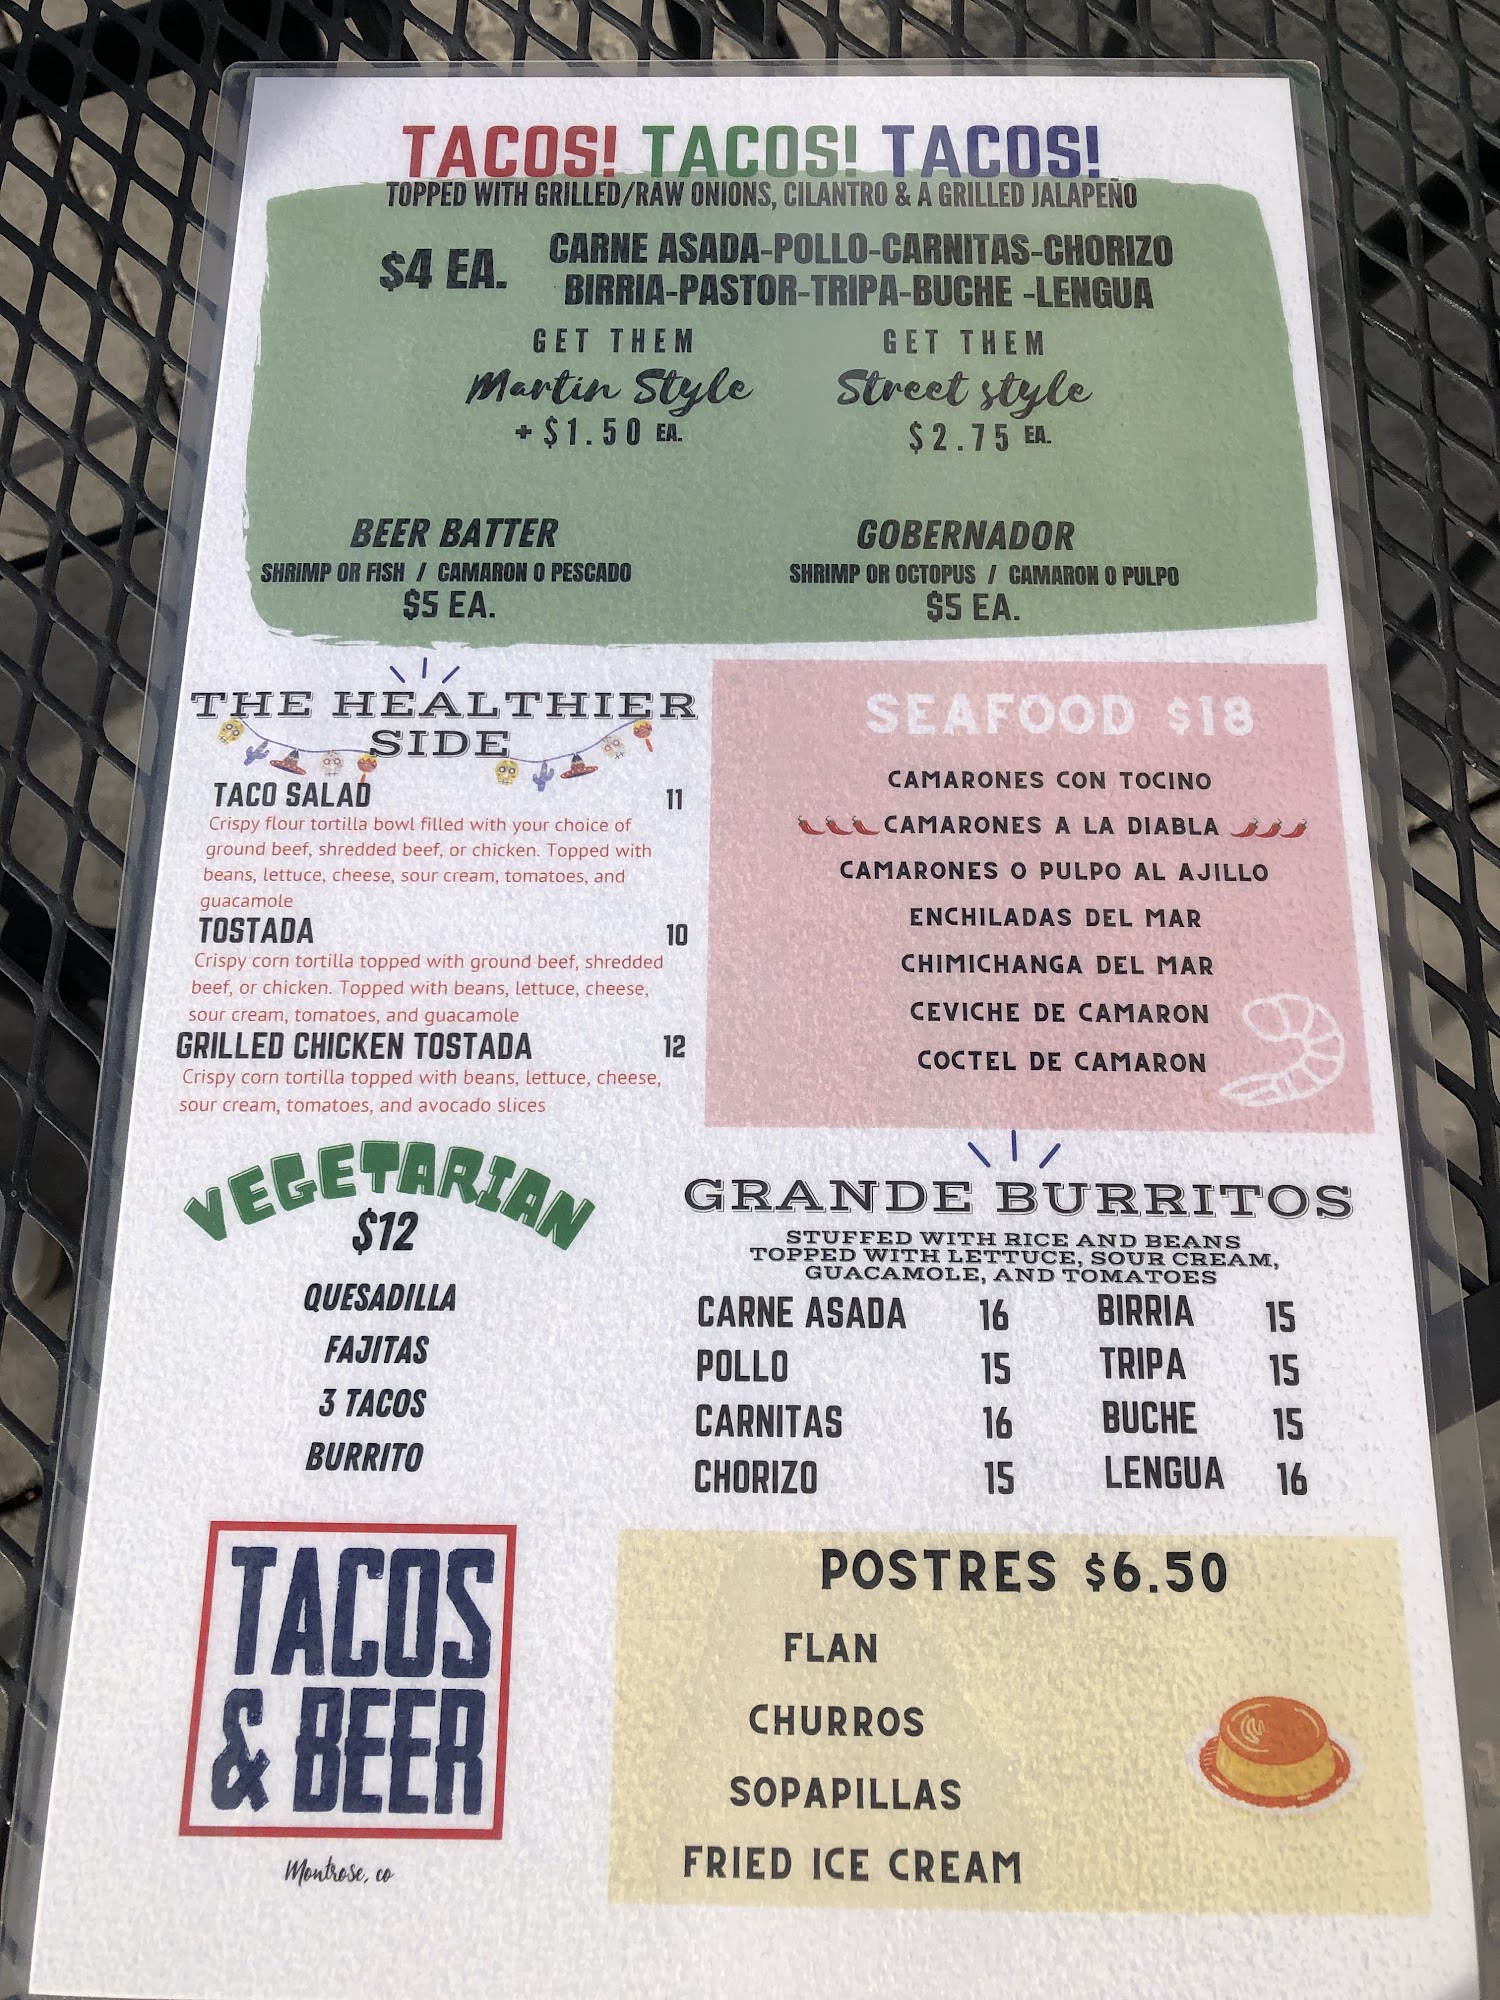 TACOS! TACOS! TACOS!
TOPPED WITH GRILLED/RAW ONIONS, CILANTRO & A GRILLED JALAPEÑO
$4 EA.
CARNE ASADA-POLLO-CARNITAS-CHORIZO
BIRRIA-PASTOR-TRIPA-BUCHE -LENGUA
GET THEM
Martin Style
+ $1.50 EA.
GET THEM
Street style
$2.75 EA.
BEER BATTER
SHRIMP OR FISH / CAMARON O PESCADO
$5 EA.
GOBERNADOR
SHRIMP OR OCTOPUS / CAMARON O PULPO
$5 EA.
THE HEALTHIER
SIDE
TACO SALAD 11
Crispy flour tortilla bowl filled with your choice of
ground beef, shredded beef, or chicken. Topped with
beans, lettuce, cheese, sour cream, tomatoes, and
guacamole
TOSTADA 10
Crispy corn tortilla topped with ground beef, shredded
beef, or chicken. Topped with beans, lettuce, cheese,
sour cream, tomatoes, and guacamole
GRILLED CHICKEN TOSTADA 12
Crispy corn tortilla topped with beans, lettuce, cheese,
sour cream, tomatoes, and avocado slices
SEAFOOD $18
CAMARONES CON TOCINO
CAMARONES A LA DIABLA
CAMARONES O PULPO AL AJILLO
ENCHILADAS DEL MAR
CHIMICHANGA DEL MAR
CEVICHE DE CAMARON
COCTEL DE CAMARON
VEGETARIAN
$12
QUESADILLA
FAJITAS
3 TACOS
BURRITO
GRANDE BURRITOS
STUFFED WITH RICE AND BEANS
TOPPED WITH LETTUCE, SOUR CREAM,
GUACAMOLE, AND TOMATOES
CARNE ASADA 16 BIRRIA 15
POLLO 15 TRIPA 15
CARNITAS 16 BUCHE 15
CHORIZO 15 LENGUA 16
TACOS
& BEER
Montrose, co
POSTRES $6.50
FLAN
CHURROS
SOPAPILLAS
FRIED ICE CREAM